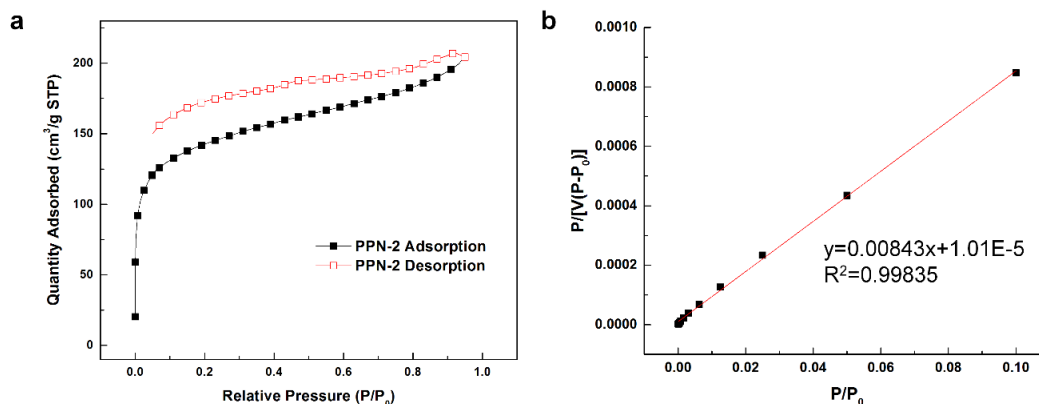 a
200
150
100
50
0
Quantity Adsorbed (cm³/g STP)
PPN-2 Adsorption
PPN-2 Desorption
0.0 0.2 0.4 0.6 0.8 1.0
Relative Pressure (P/P₀)
b
0.0010
0.0008
0.0006
0.0004
0.0002
0.0000
P/[V(P-P₀)]
y=0.00843x+1.01E-5
R²=0.99835
0.00 0.02 0.04 0.06 0.08 0.10
P/P₀